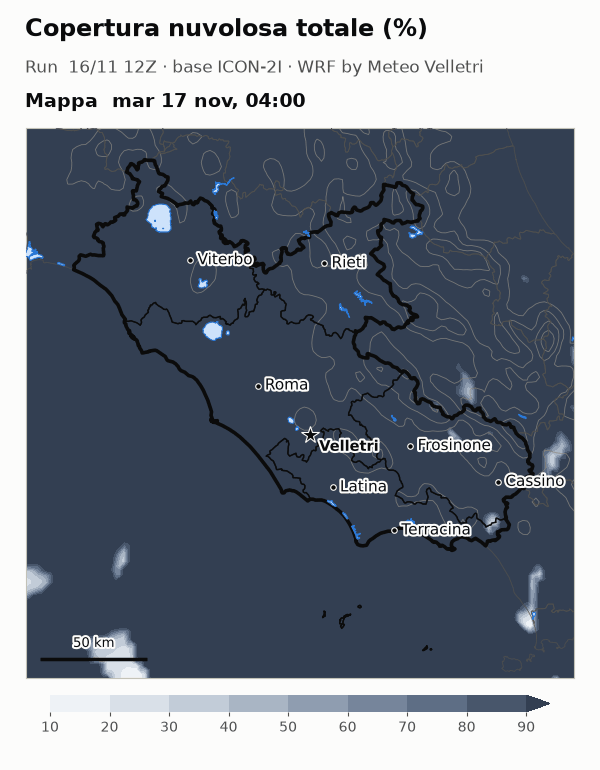 Copertura nuvolosa totale (%)
Run  16/11 12Z · base ICON-2I · WRF by Meteo Velletri
Mappa  mar 17 nov, 04:00
Viterbo
Rieti
Roma
Velletri
Frosinone
Cassino
Latina
Terracina
50 km
10 20 30 40 50 60 70 80 90